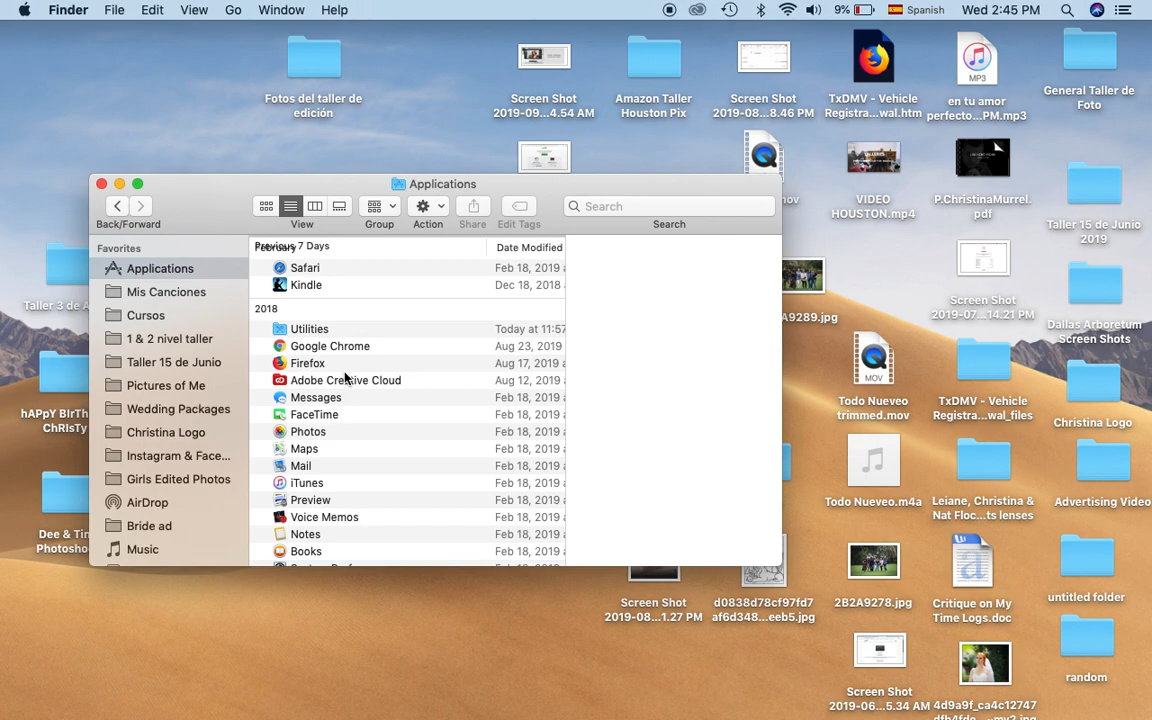 Finder File Edit View Go Window Help 9% Spanish Wed 2:45 PM
Fotos del taller de
edición
Screen Shot
2019-09...4.54 AM
Amazon Taller
Houston Pix
Screen Shot
2019-08...8.46 PM
TxDMV - Vehicle
Registra...wal.htm
MP3
en tu amor
perfecto...PM.mp3
General Taller de
Foto
VIDEO
HOUSTON.mp4
P.ChristinaMurrel.
pdf
Taller 15 de Junio
2019
Screen Shot
2019-07...14.21 PM
Dallas Arboretum
Screen Shots
MOV
Todo Nueveo
trimmed.mov
TxDMV - Vehicle
Registra...wal_files
Christina Logo
Todo Nueveo.m4a
Leiane, Christina &
Nat Floc...ts lenses
Advertising Video
Screen Shot
2019-08...1.27 PM
d0838d78cf97fd7
af6d348...eeb5.jpg
2B2A9278.jpg
Critique on My
Time Logs.doc
untitled folder
Screen Shot
2019-06...5.34 AM
4d9a9f_ca4c12747
random
Taller 3 de A
hAPpY BIrTh
ChRISTy
Dee & Tin
Photosho
A9289.jpg
nov
Applications
Back/Forward
View
Group
Action
Share
Edit Tags
Search
Search
Favorites
Applications
Mis Canciones
Cursos
1 & 2 nivel taller
Taller 15 de Junio
Pictures of Me
Wedding Packages
Christina Logo
Instagram & Face...
Girls Edited Photos
AirDrop
Bride ad
Music
Previous 7 Days Date Modified
February
Safari Feb 18, 2019 a
Kindle Dec 18, 2018
2018
Utilities Today at 11:57
Google Chrome Aug 23, 2019
Firefox Aug 17, 2019 a
Adobe Creative Cloud Aug 12, 2019
Messages Feb 18, 2019 a
FaceTime Feb 18, 2019 a
Photos Feb 18, 2019 a
Maps Feb 18, 2019 a
Mail Feb 18, 2019 a
iTunes Feb 18, 2019 a
Preview Feb 18, 2019 a
Voice Memos Feb 18, 2019 a
Notes Feb 18, 2019 a
Books Feb 18, 2019 a